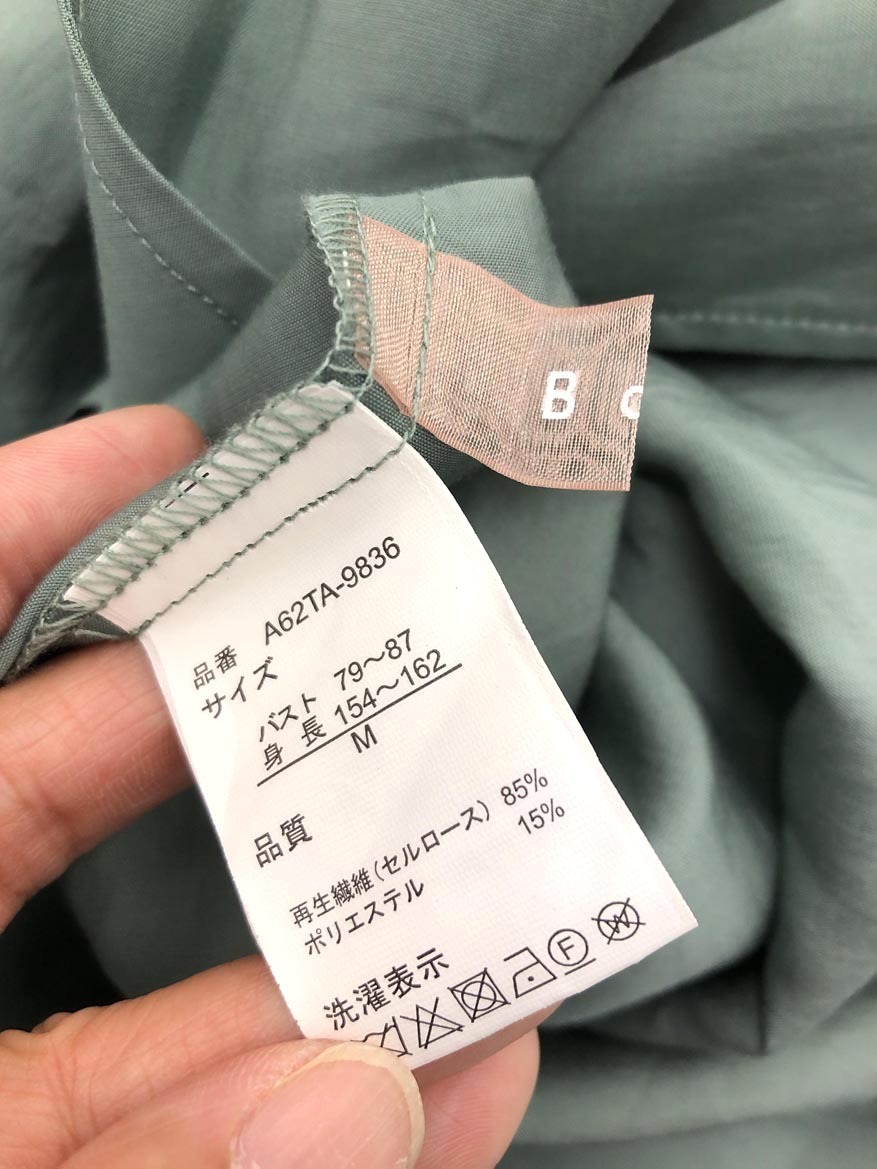 B
品番 A62TA-9836
サイズ
バスト 79～87
身長 154～162
M
品質
再生繊維(セルロース) 85%
ポリエステル 15%
洗濯表示
F
W